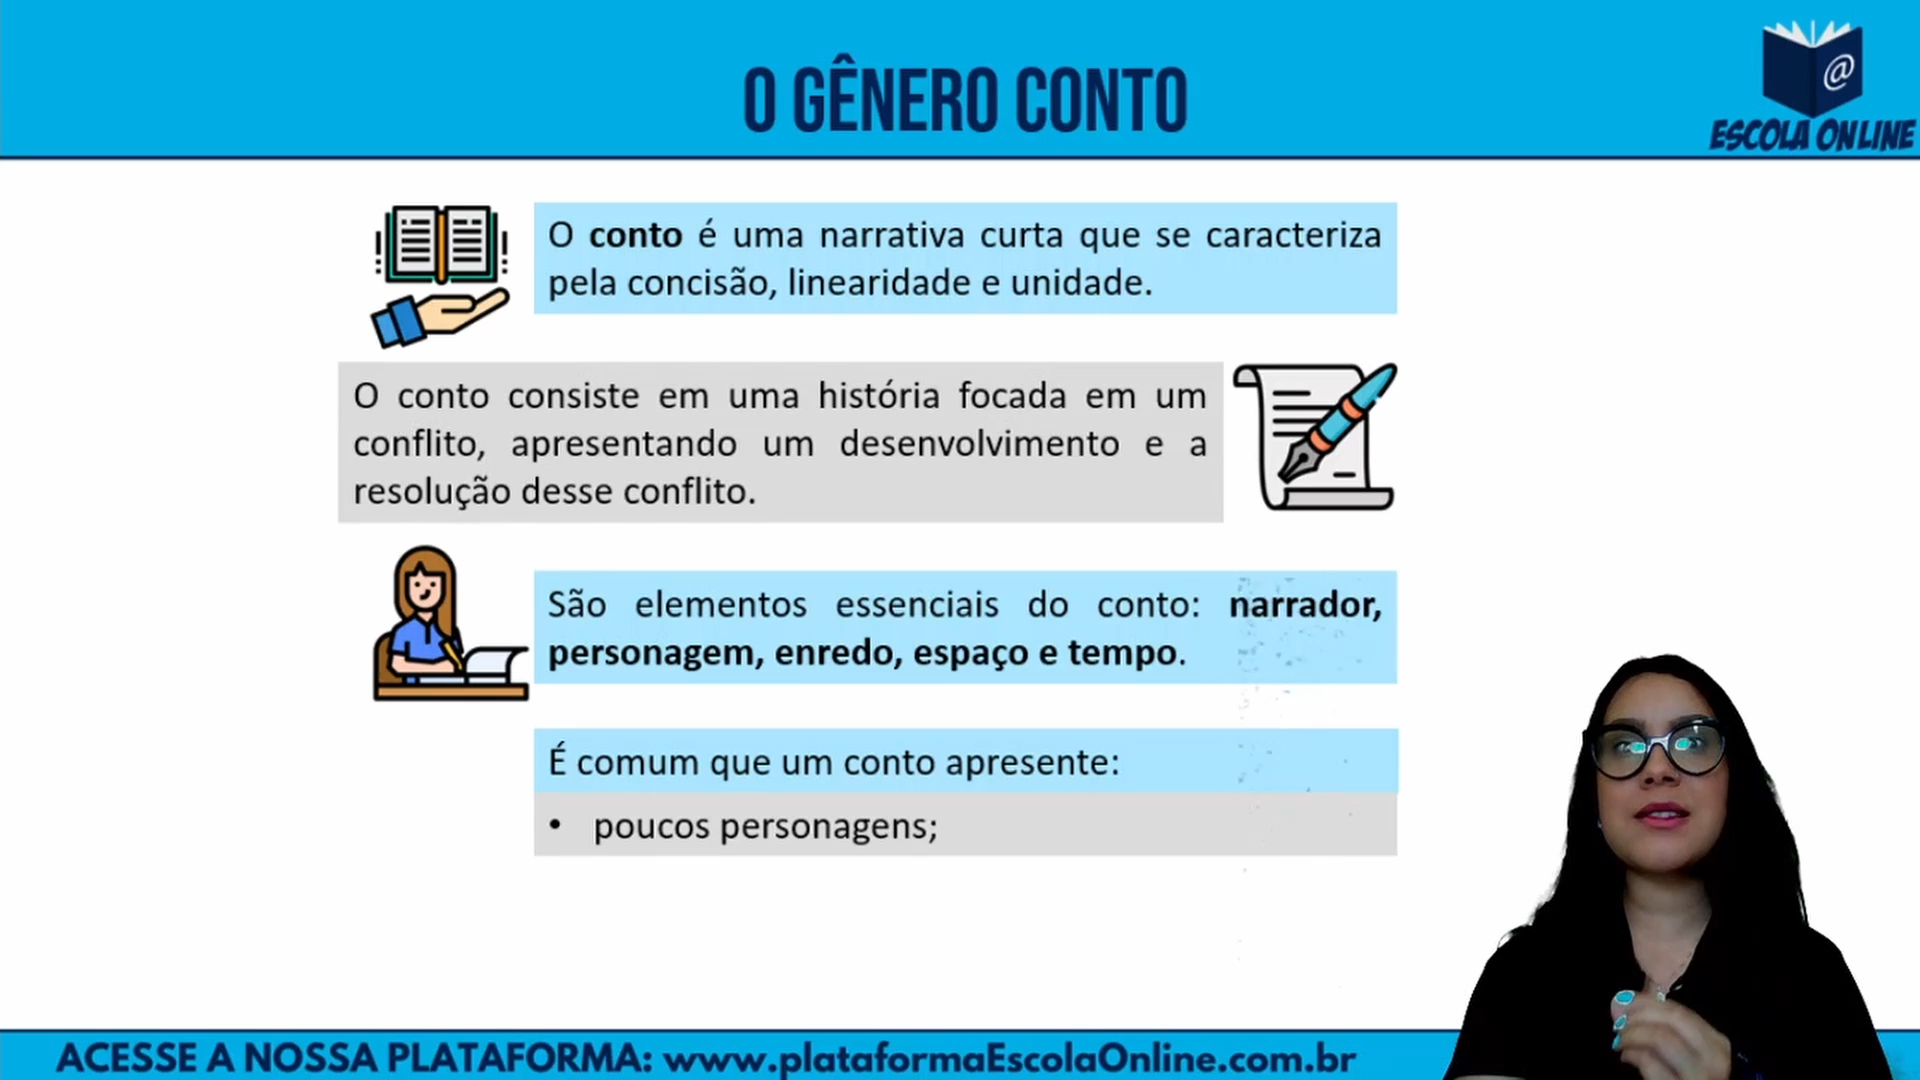 O GÊNERO CONTO
@
ESCOLA ONLINE
O conto é uma narrativa curta que se caracteriza
pela concisão, linearidade e unidade.
O conto consiste em uma história focada em um
conflito, apresentando um desenvolvimento e a
resolução desse conflito.
São elementos essenciais do conto: narrador,
personagem, enredo, espaço e tempo.
É comum que um conto apresente:
• poucos personagens;
ACESSE A NOSSA PLATAFORMA: www.plataformaEscolaOnline.com.br